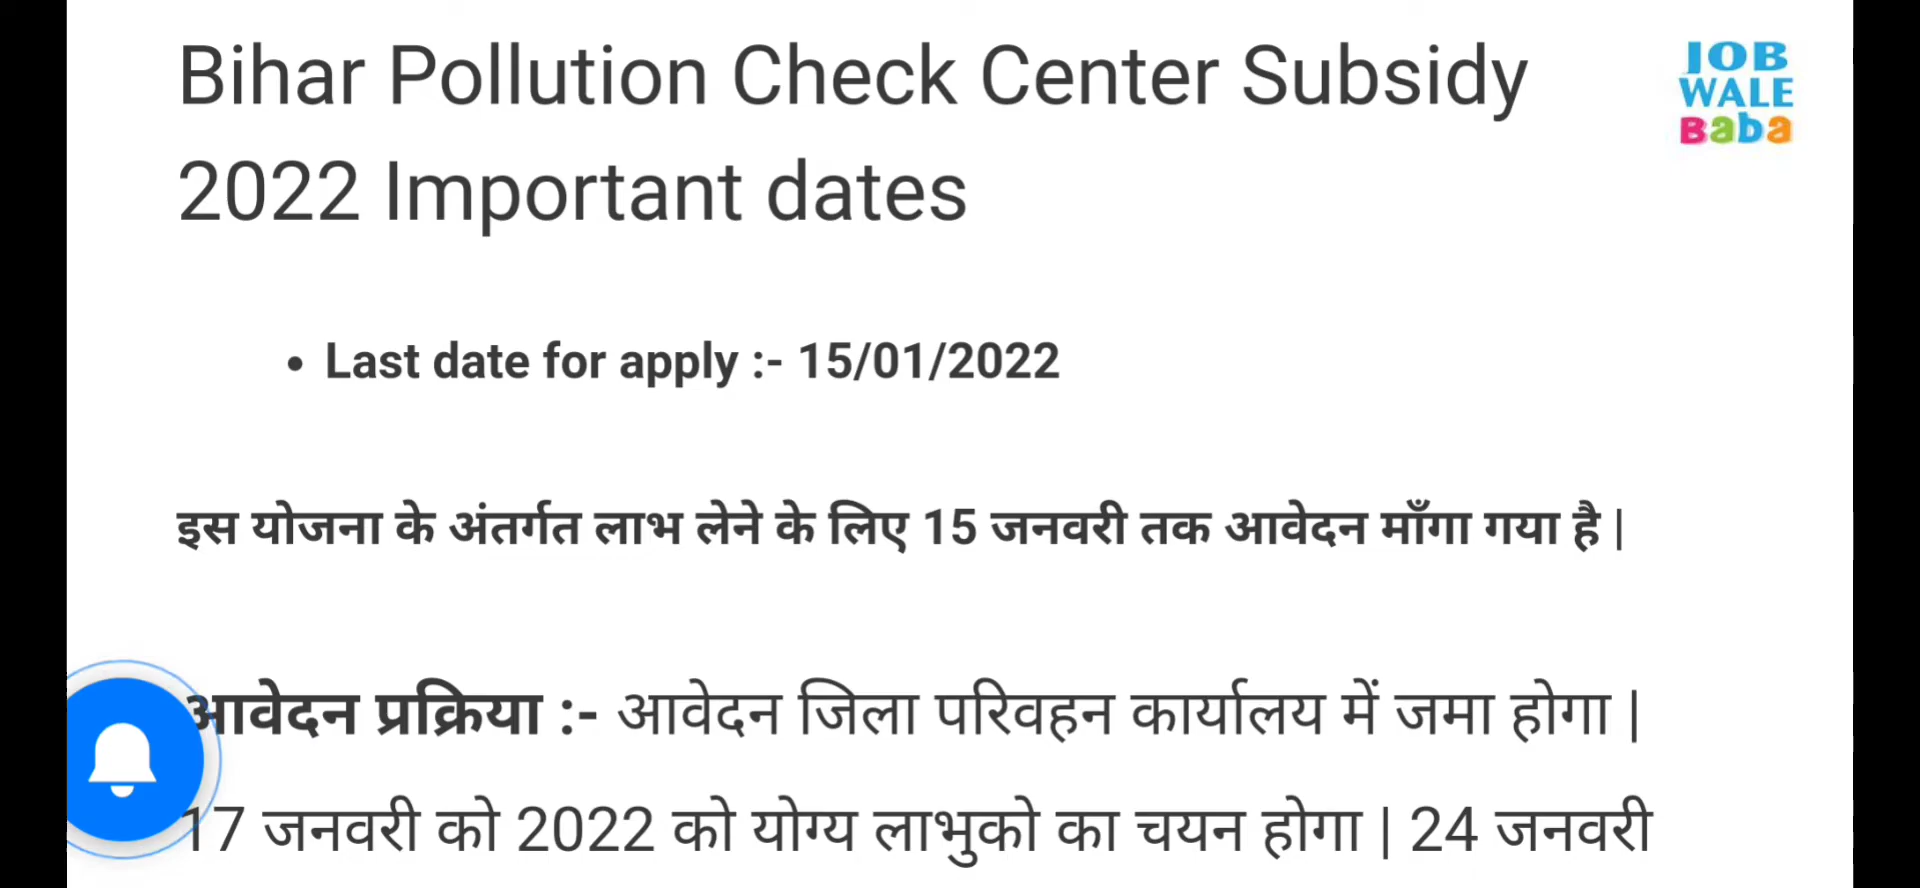 Bihar Pollution Check Center Subsidy
2022 Important dates
JOB
WALE
Baba
• Last date for apply :- 15/01/2022
इस योजना के अंतर्गत लाभ लेने के लिए 15 जनवरी तक आवेदन माँगा गया है |
आवेदन प्रक्रिया :- आवेदन जिला परिवहन कार्यालय में जमा होगा |
17 जनवरी को 2022 को योग्य लाभुको का चयन होगा | 24 जनवरी